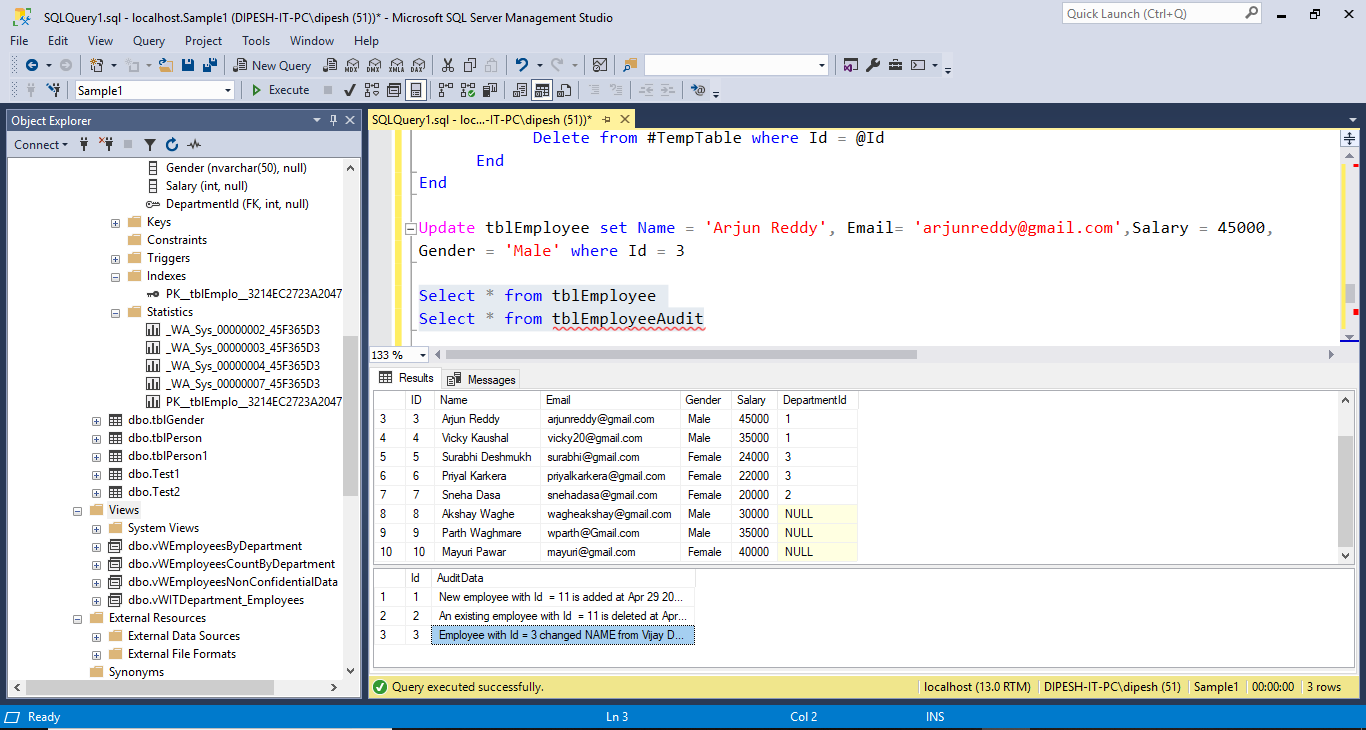 SQLQuery1.sql - localhost.Sample1 (DIPESH-IT-PC\dipesh (51))* - Microsoft SQL Server Management Studio
Quick Launch (Ctrl+Q)
File Edit View Query Project Tools Window Help
New Query MDX DMX XMLA DAX
Sample1 Execute
Object Explorer
Connect
Gender (nvarchar(50), null)
Salary (int, null)
DepartmentId (FK, int, null)
Keys
Constraints
Triggers
Indexes
PK__tblEmplo__3214EC2723A2047
Statistics
_WA_Sys_00000002_45F365D3
_WA_Sys_00000003_45F365D3
_WA_Sys_00000004_45F365D3
_WA_Sys_00000007_45F365D3
PK__tblEmplo__3214EC2723A2047
dbo.tblGender
dbo.tblPerson
dbo.tblPerson1
dbo.Test1
dbo.Test2
Views
System Views
dbo.vWEmployeesByDepartment
dbo.vWEmployeesCountByDepartment
dbo.vWEmployeesNonConfidentialData
dbo.vWITDepartment_Employees
External Resources
External Data Sources
External File Formats
Synonyms
SQLQuery1.sql - loc...-IT-PC\dipesh (51))*
Delete from #TempTable where Id = @Id
End
End
Update tblEmployee set Name = 'Arjun Reddy', Email= 'arjunreddy@gmail.com',Salary = 45000,
Gender = 'Male' where Id = 3
Select * from tblEmployee
Select * from tblEmployeeAudit
133 %
Results Messages
ID Name Email Gender Salary DepartmentId
3 3 Arjun Reddy arjunreddy@gmail.com Male 45000 1
4 4 Vicky Kaushal vicky20@gmail.com Male 35000 1
5 5 Surabhi Deshmukh surabhi@gmail.com Female 24000 3
6 6 Priyal Karkera priyalkarkera@gmail.com Female 22000 3
7 7 Sneha Dasa snehadasa@gmail.com Female 20000 2
8 8 Akshay Waghe wagheakshay@gmail.com Male 30000 NULL
9 9 Parth Waghmare wparth@Gmail.com Male 35000 NULL
10 10 Mayuri Pawar mayuri@gmail.com Female 40000 NULL
Id AuditData
1 1 New employee with Id = 11 is added at Apr 29 20...
2 2 An existing employee with Id = 11 is deleted at Apr...
3 3 Employee with Id = 3 changed NAME from Vijay D...
Query executed successfully. localhost (13.0 RTM) DIPESH-IT-PC\dipesh (51) Sample1 00:00:00 3 rows
Ready Ln 3 Col 2 INS